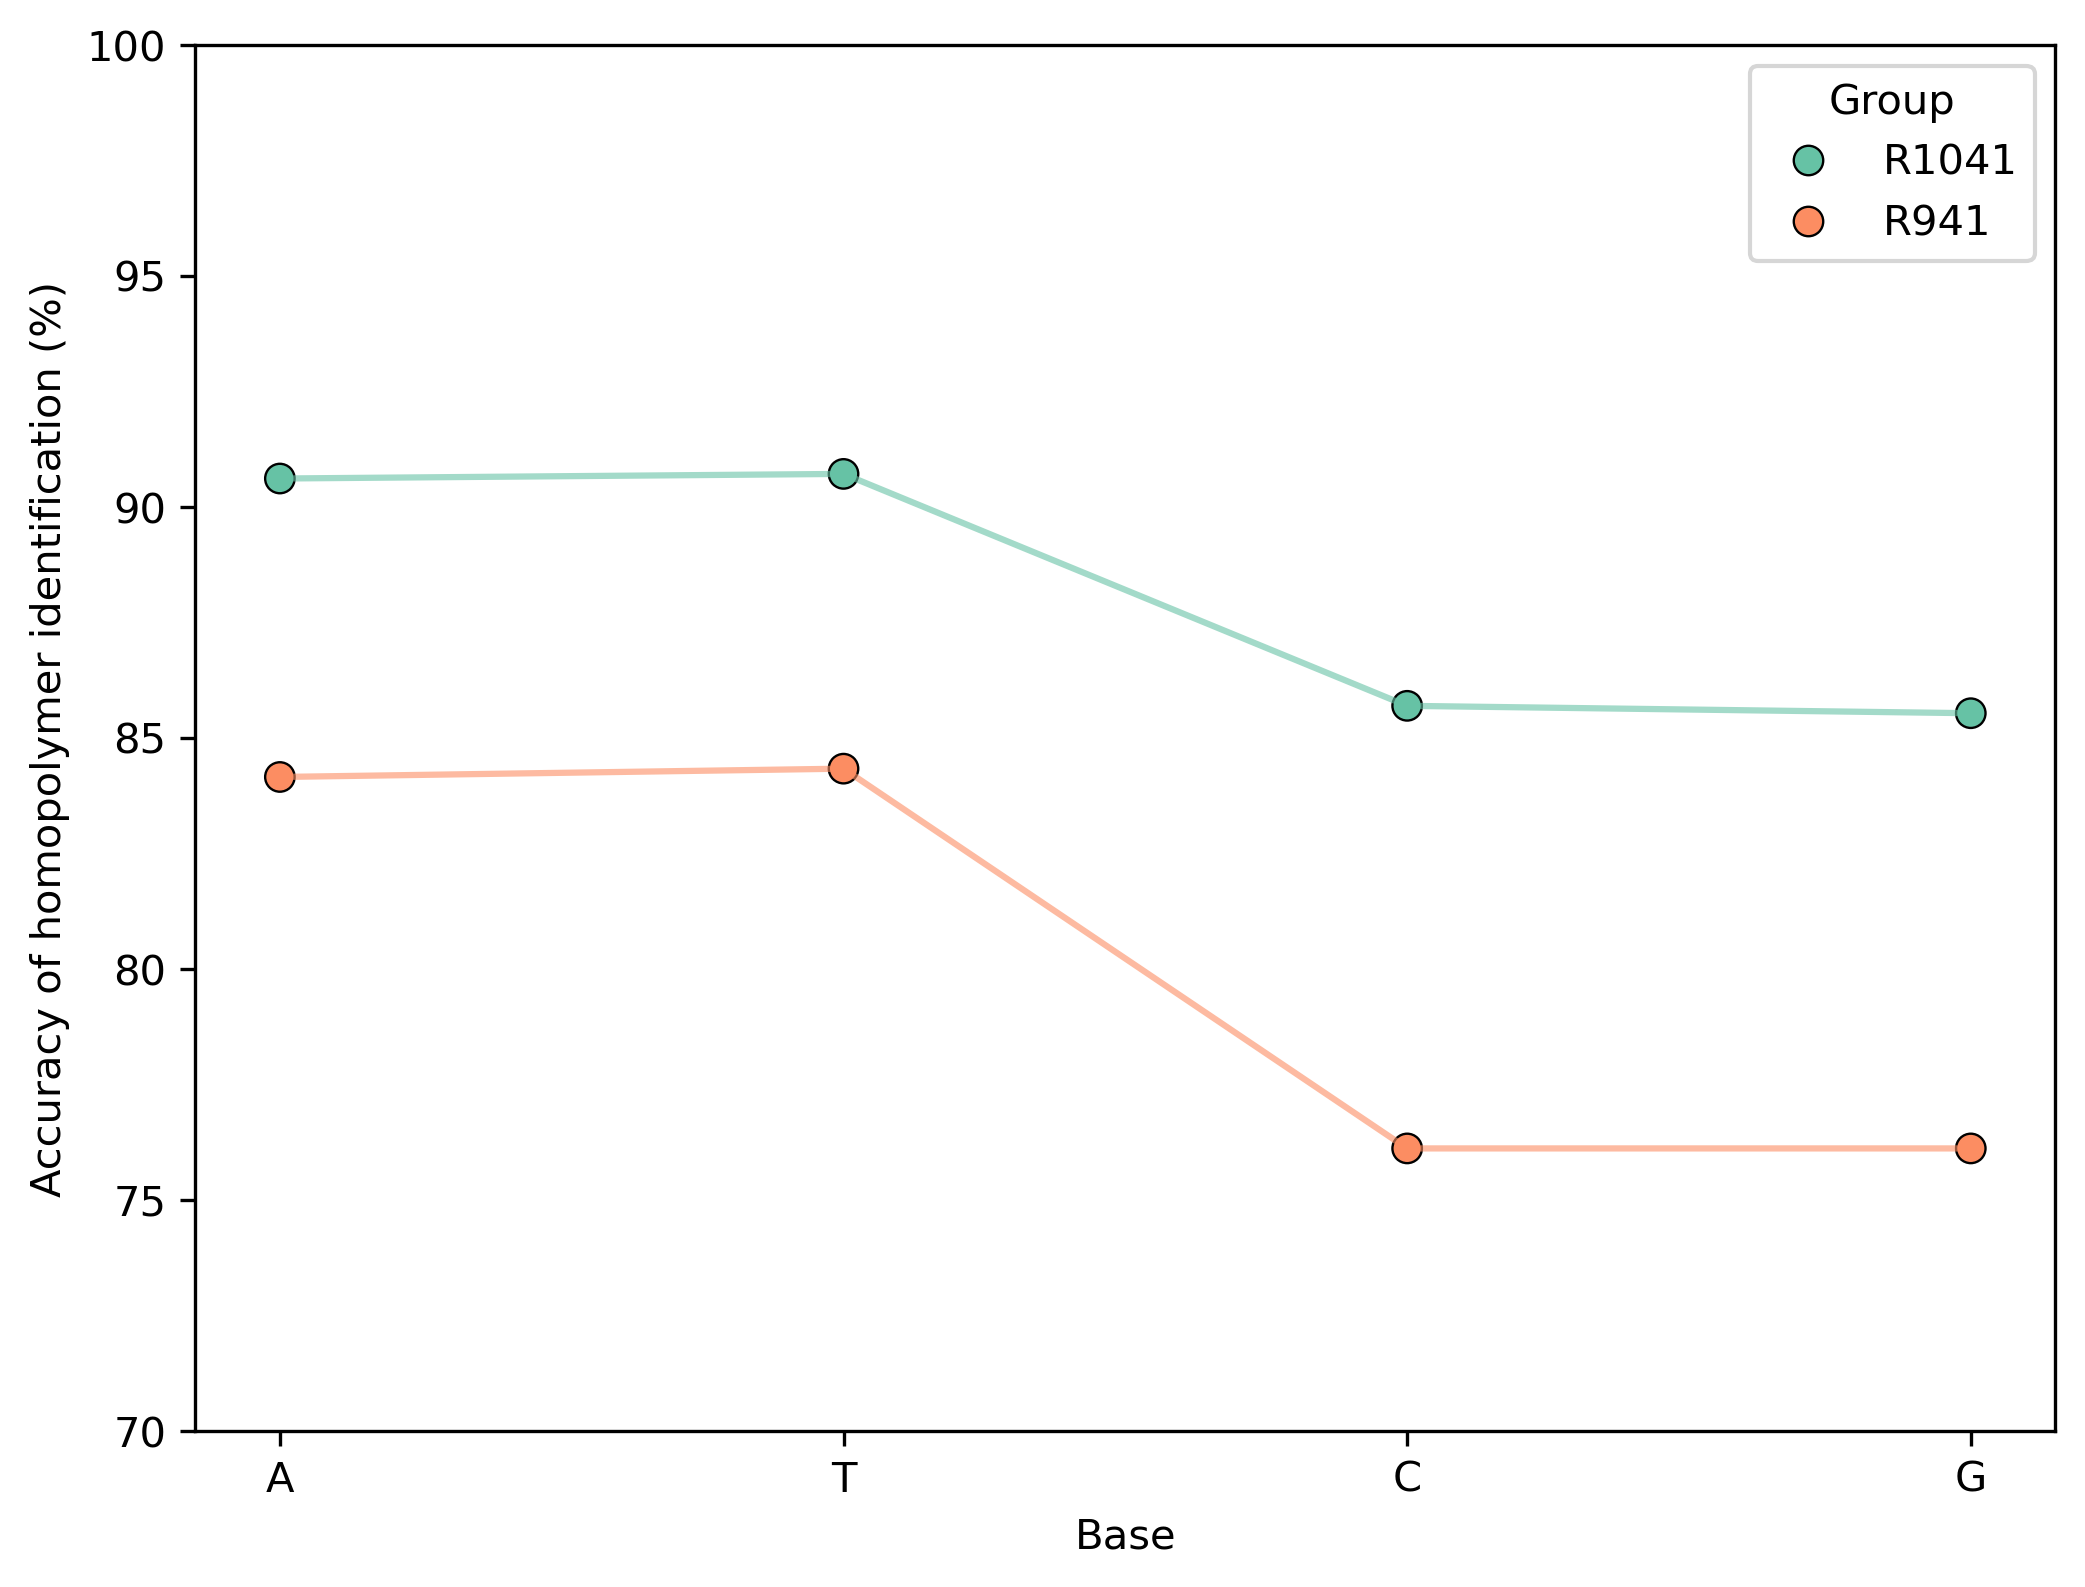 Accuracy of homopolymer identification (%)
100
95
90
85
80
75
70
Group
R1041
R941
A
T
C
G
Base